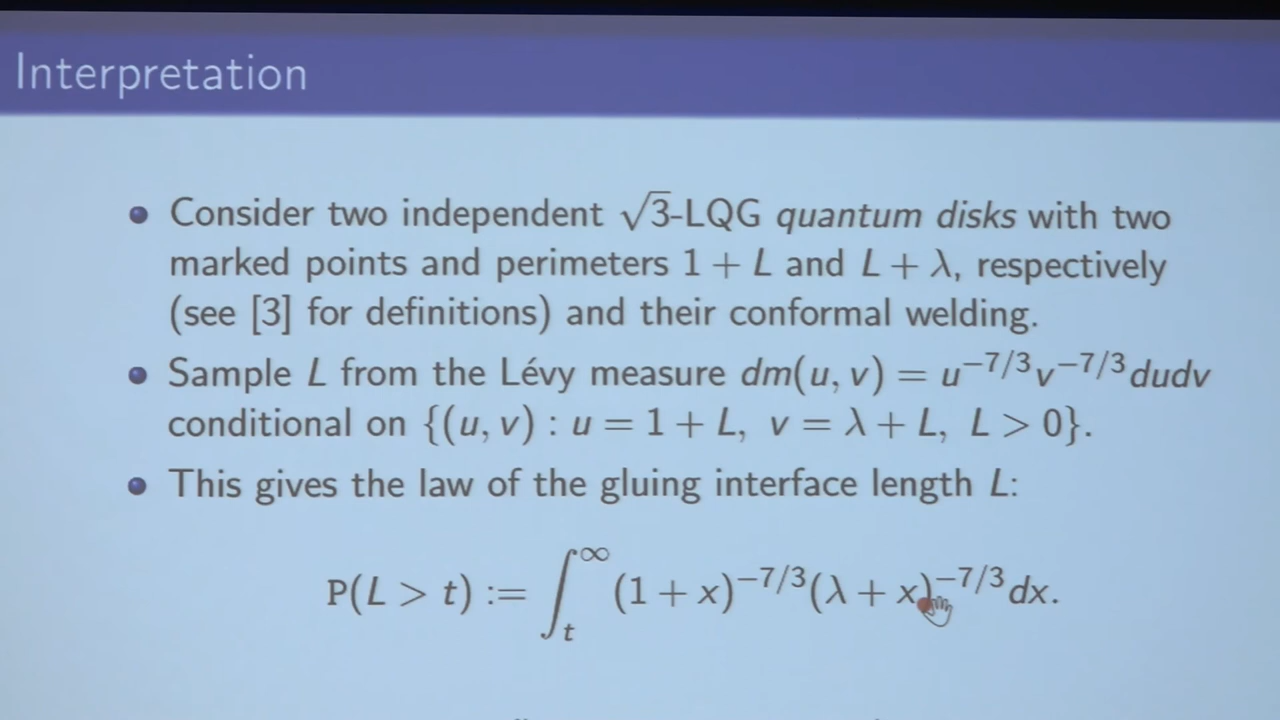 Interpretation
Consider two independent √3-LQG quantum disks with two
marked points and perimeters 1 + L and L + λ, respectively
(see [3] for definitions) and their conformal welding.
Sample L from the Lévy measure dm(u, v) = u^{−7/3}v^{−7/3}dudv
conditional on {(u, v) : u = 1 + L, v = λ + L, L > 0}.
This gives the law of the gluing interface length L:
P(L > t) := ∫_t^∞ (1 + x)^{−7/3}(λ + x)^{−7/3}dx.